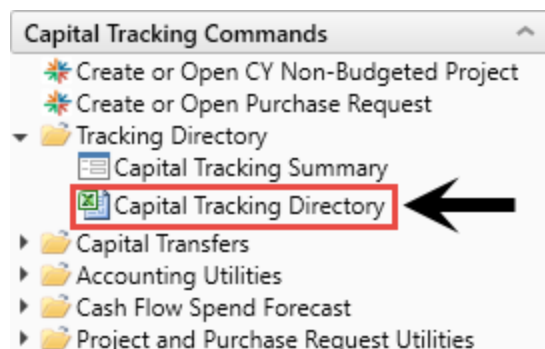 Capital Tracking Commands
Create or Open CY Non-Budgeted Project
Create or Open Purchase Request
Tracking Directory
Capital Tracking Summary
Capital Tracking Directory
Capital Transfers
Accounting Utilities
Cash Flow Spend Forecast
Project and Purchase Request Utilities